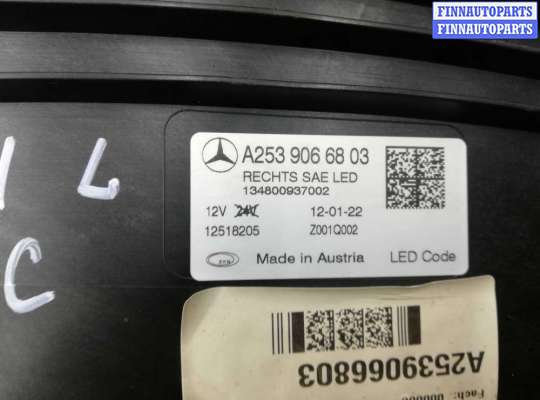 FINNAUTOPARTS
FINNAUTOPARTS
L
C
A253 906 68 03
RECHTS SAE LED
134800937002
12V 24V 12-01-22
12518205 Z001Q002
Made in Austria LED Code
A2539066803
Fach: